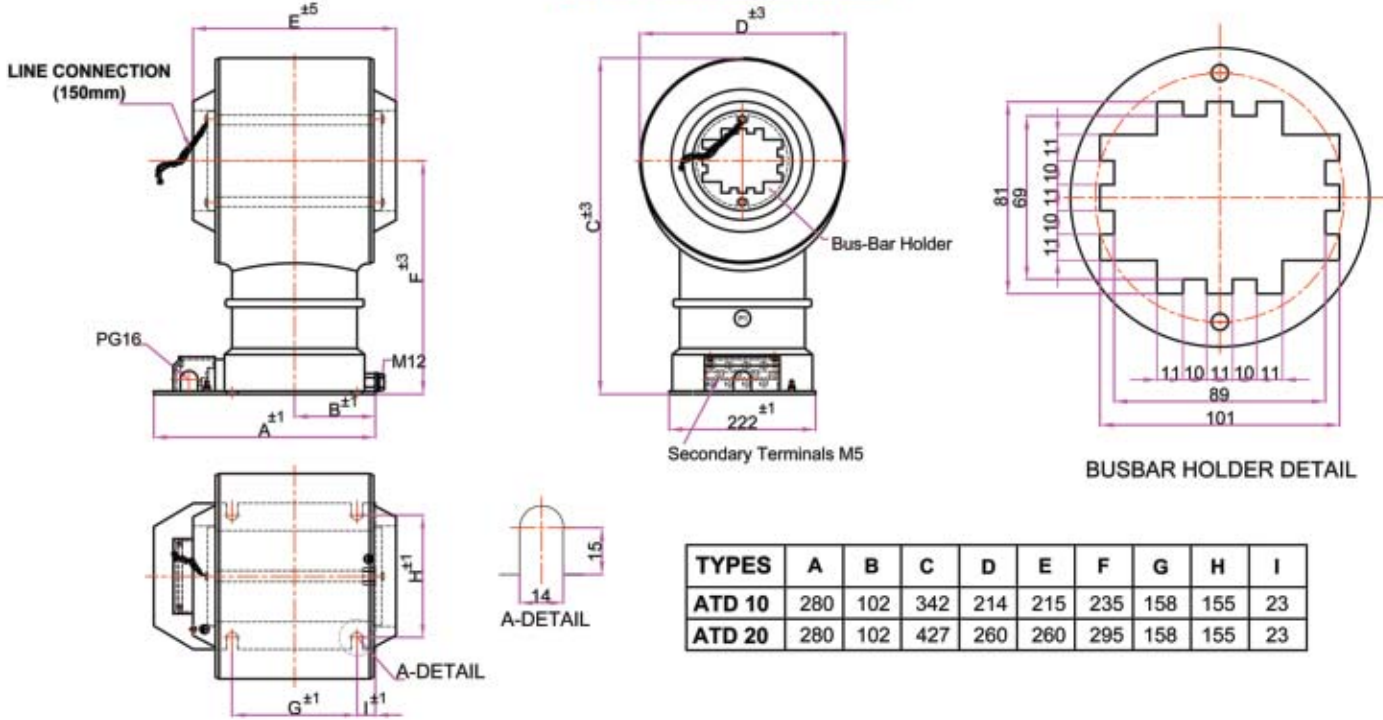 E±5
LINE CONNECTION
(150mm)
F±3
PG16
M12
B±1
A±1
D±3
C±3
Bus-Bar Holder
222±1
Secondary Terminals M5
81
69
11
10
11
10
11
11 10 11 10 11
89
101
BUSBAR HOLDER DETAIL
H±1
A-DETAIL
G±1
I±1
15
14
A-DETAIL
TYPES A B C D E F G H I
ATD 10 280 102 342 214 215 235 158 155 23
ATD 20 280 102 427 260 260 295 158 155 23